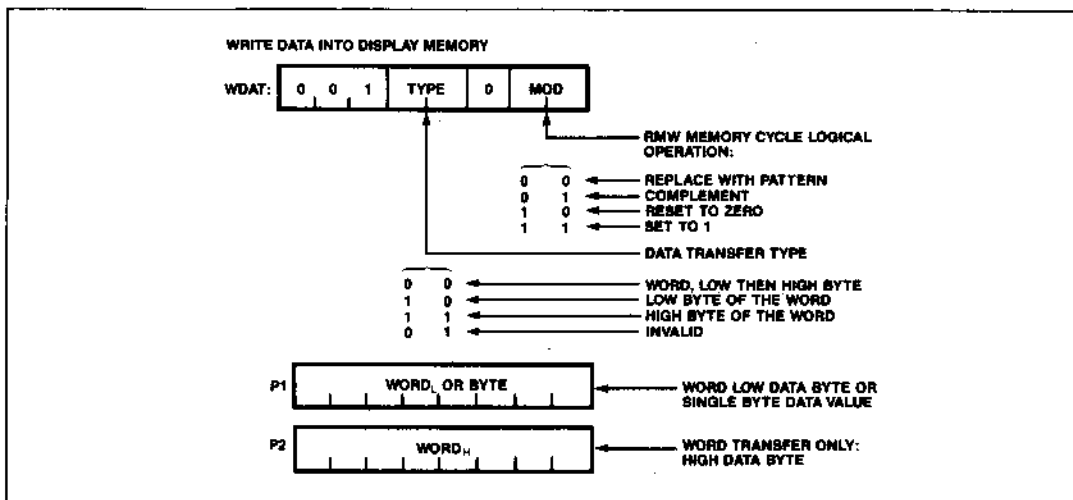 WRITE DATA INTO DISPLAY MEMORY
WDAT: 0 0 1 TYPE 0 MOD
RMW MEMORY CYCLE LOGICAL
OPERATION:
0 0 REPLACE WITH PATTERN
0 1 COMPLEMENT
1 0 RESET TO ZERO
1 1 SET TO 1
DATA TRANSFER TYPE
0 0 WORD, LOW THEN HIGH BYTE
1 0 LOW BYTE OF THE WORD
1 1 HIGH BYTE OF THE WORD
0 1 INVALID
P1 WORDL OR BYTE WORD LOW DATA BYTE OR
SINGLE BYTE DATA VALUE
P2 WORDH WORD TRANSFER ONLY:
HIGH DATA BYTE